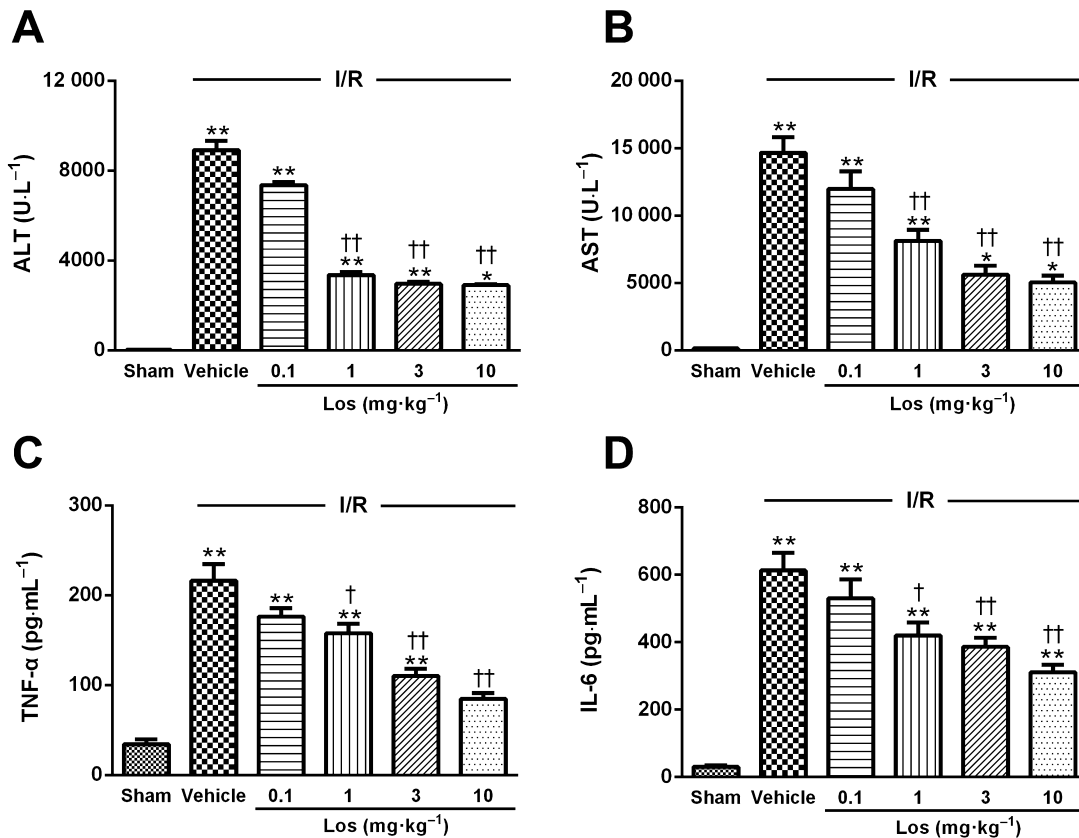 A
I/R
12 000
8000
4000
0
ALT (U·L⁻¹)
**
**
††
**
††
**
††
*
Sham Vehicle 0.1 1 3 10
Los (mg·kg⁻¹)
B
I/R
20 000
15 000
10 000
5000
0
AST (U·L⁻¹)
**
**
††
**
††
*
††
*
Sham Vehicle 0.1 1 3 10
Los (mg·kg⁻¹)
C
I/R
300
200
100
0
TNF-α (pg·mL⁻¹)
**
**
†
**
††
**
††
Sham Vehicle 0.1 1 3 10
Los (mg·kg⁻¹)
D
I/R
800
600
400
200
0
IL-6 (pg·mL⁻¹)
**
**
†
**
††
**
††
**
Sham Vehicle 0.1 1 3 10
Los (mg·kg⁻¹)